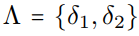 Λ = {δ₁, δ₂}